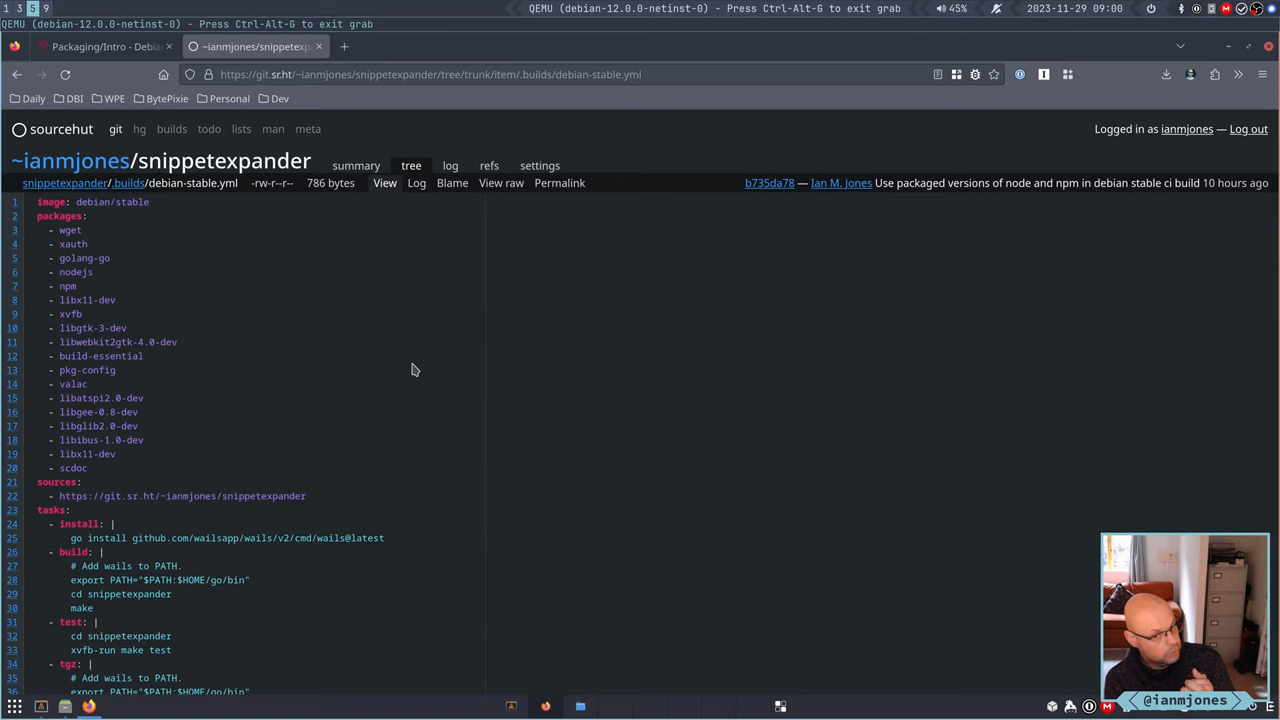 1 3 5 9 QEMU (debian-12.0.0-netinst-0) - Press Ctrl-Alt-G to exit grab 45% 2023-11-29 09:00
QEMU (debian-12.0.0-netinst-0) - Press Ctrl-Alt-G to exit grab
Packaging/Intro - Debia × ~ianmjones/snippetexp × +
https://git.sr.ht/~ianmjones/snippetexpander/tree/trunk/item/.builds/debian-stable.yml
Daily DBI WPE BytePixie Personal Dev
sourcehut git hg builds todo lists man meta Logged in as ianmjones — Log out
~ianmjones/snippetexpander summary tree log refs settings
snippetexpander/.builds/debian-stable.yml -rw-r--r-- 786 bytes View Log Blame View raw Permalink b735da78 — Ian M. Jones Use packaged versions of node and npm in debian stable ci build 10 hours ago
1 image: debian/stable
2 packages:
3 - wget
4 - xauth
5 - golang-go
6 - nodejs
7 - npm
8 - libx11-dev
9 - xvfb
10 - libgtk-3-dev
11 - libwebkit2gtk-4.0-dev
12 - build-essential
13 - pkg-config
14 - valac
15 - libatspi2.0-dev
16 - libgee-0.8-dev
17 - libglib2.0-dev
18 - libibus-1.0-dev
19 - libx11-dev
20 - scdoc
21 sources:
22 - https://git.sr.ht/~ianmjones/snippetexpander
23 tasks:
24 - install: |
25 go install github.com/wailsapp/wails/v2/cmd/wails@latest
26 - build: |
27 # Add wails to PATH.
28 export PATH="$PATH:$HOME/go/bin"
29 cd snippetexpander
30 make
31 - test: |
32 cd snippetexpander
33 xvfb-run make test
34 - tgz: |
35 # Add wails to PATH.
36 export PATH="$PATH:$HOME/go/bin"
@ianmjones